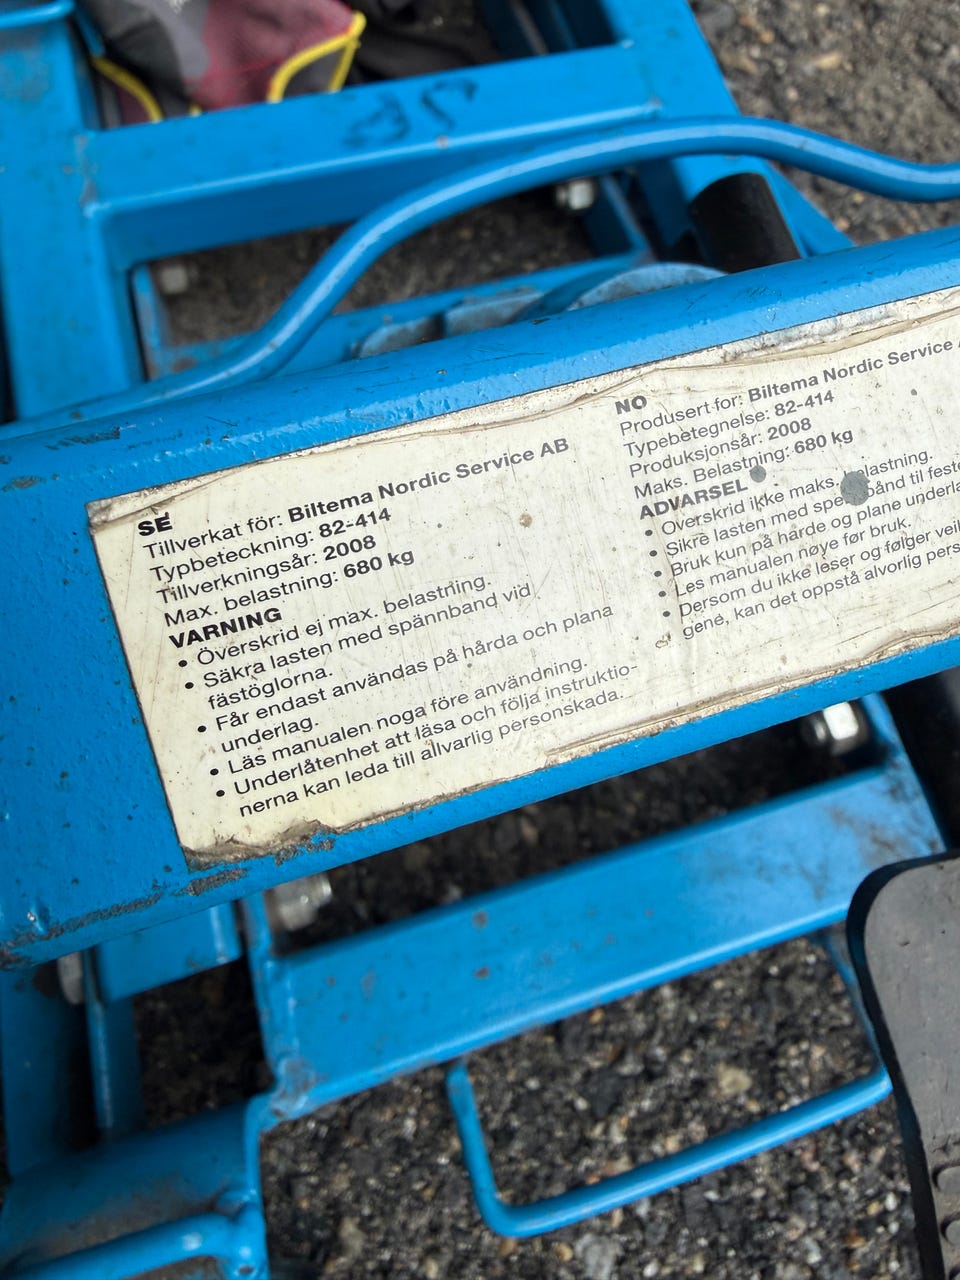 SE
Tillverkat för: Biltema Nordic Service AB
Typbeteckning: 82-414
Tillverkningsår: 2008
Max. belastning: 680 kg
VARNING
• Överskrid ej max. belastning.
• Säkra lasten med spännband vid
fästöglorna.
• Får endast användas på hårda och plana
underlag.
• Läs manualen noga före användning.
• Underlåtenhet att läsa och följa instruktio-
nerna kan leda till allvarlig personskada.
NO
Produsert for: Biltema Nordic Service
Typebetegnelse: 82-414
Produksjonsår: 2008
Maks. Belastning: 680 kg
ADVARSEL
• Overskrid ikke maks.
• Sikre lasten med til
• Bruk kun på harde og plane
• Les manualen nøye før bruk.
• Dersom du ikke leser og følger
gene, kan det oppstå alvorlig